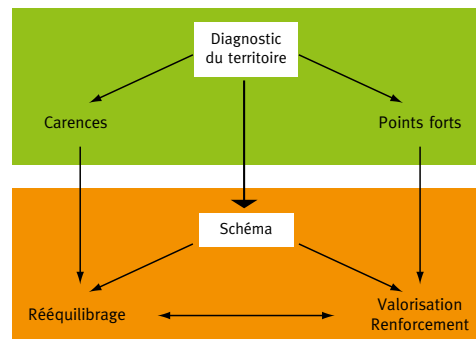 Diagnostic
du territoire
Carences
Points forts
Schéma
Rééquilibrage
Valorisation
Renforcement